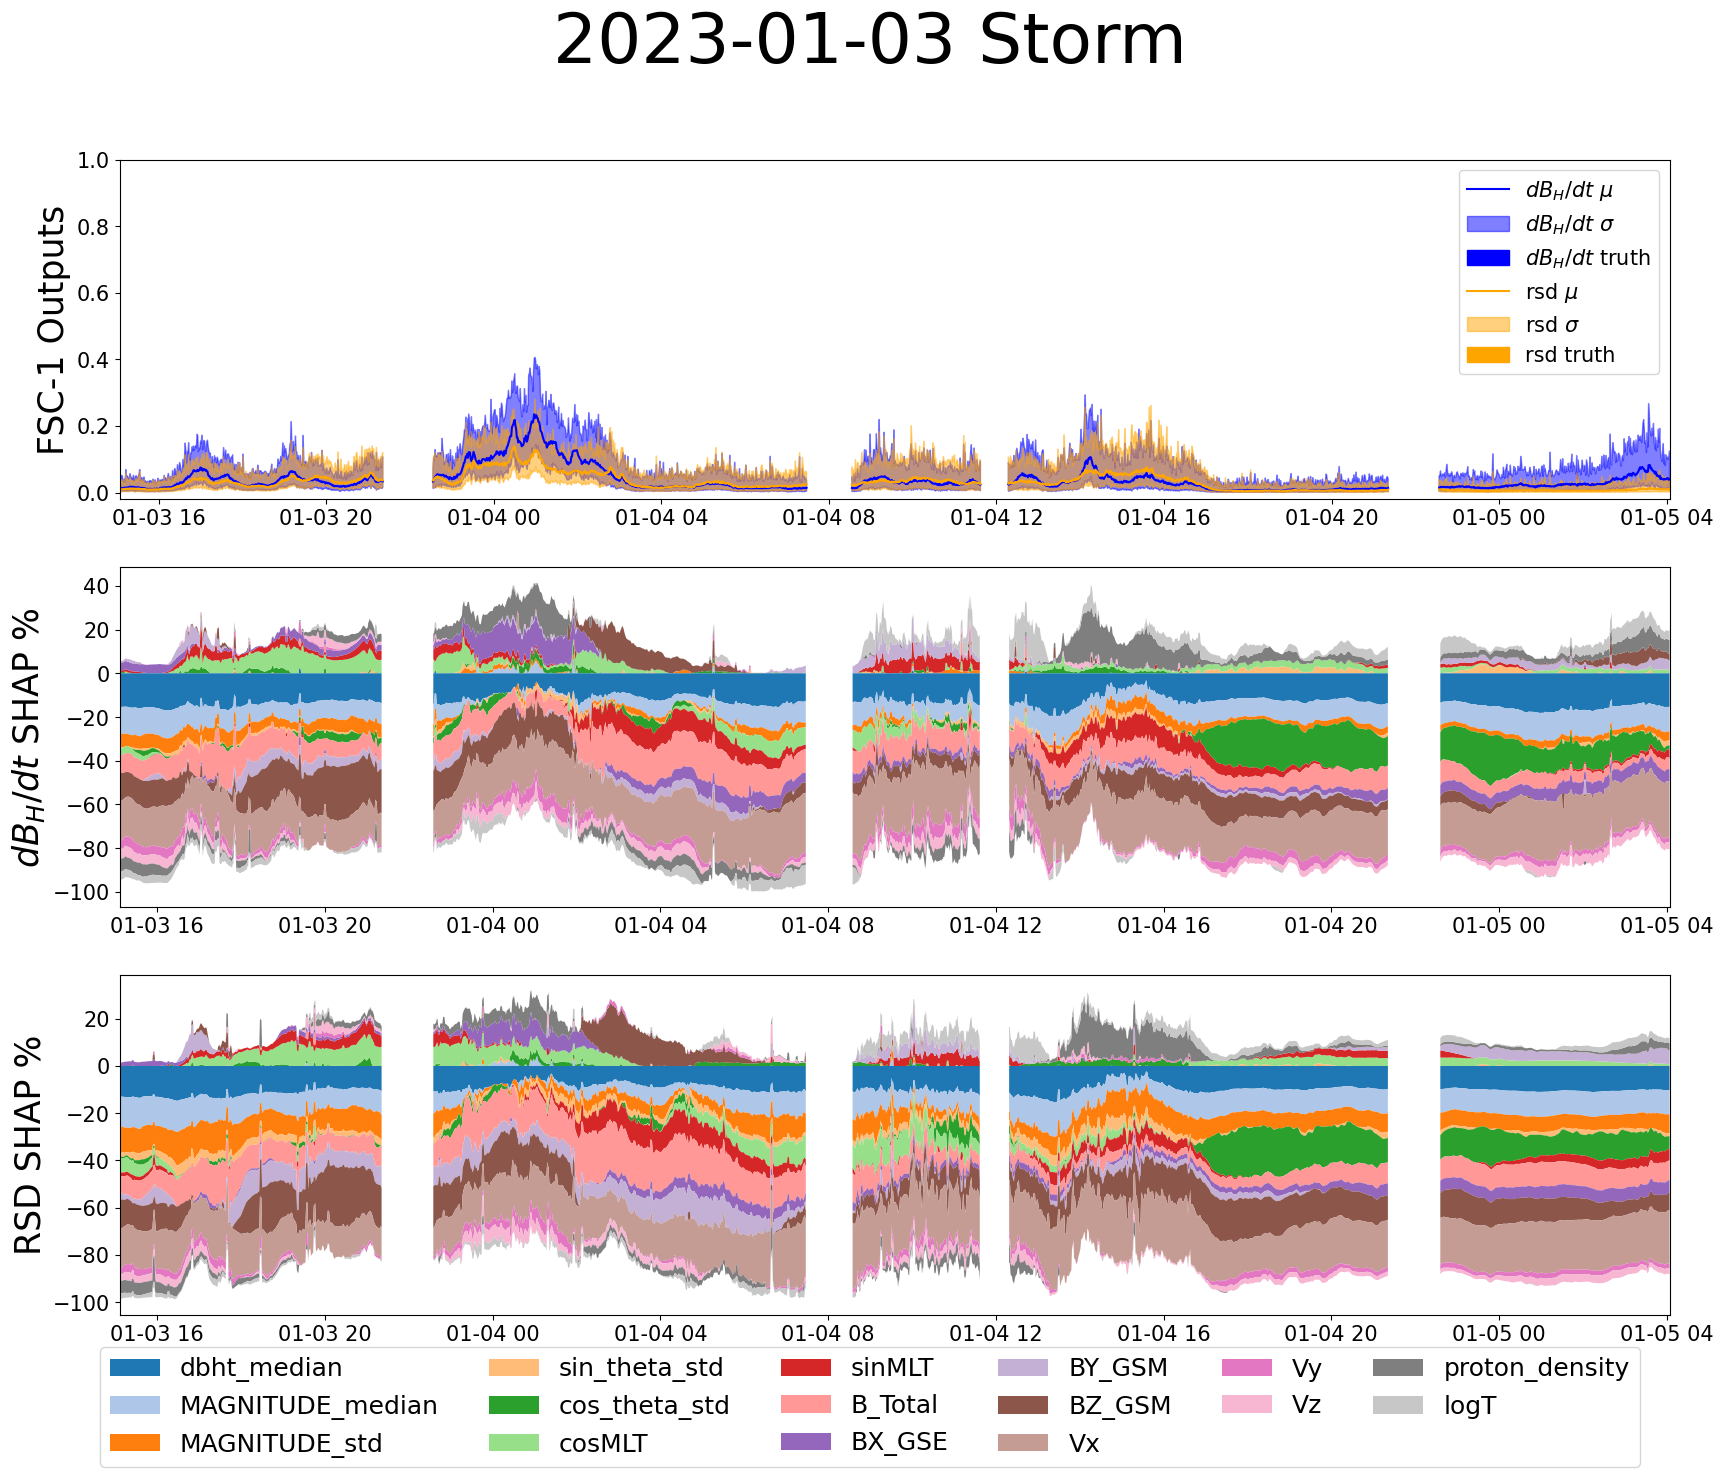 2023-01-03 Storm
FSC-1 Outputs
1.0
0.8
0.6
0.4
0.2
0.0
dB_H/dt μ
dB_H/dt σ
dB_H/dt truth
rsd μ
rsd σ
rsd truth
01-03 16 01-03 20 01-04 00 01-04 04 01-04 08 01-04 12 01-04 16 01-04 20 01-05 00 01-05 04
dB_H/dt SHAP %
40
20
0
−20
−40
−60
−80
−100
01-03 16 01-03 20 01-04 00 01-04 04 01-04 08 01-04 12 01-04 16 01-04 20 01-05 00 01-05 04
RSD SHAP %
20
0
−20
−40
−60
−80
−100
01-03 16 01-03 20 01-04 00 01-04 04 01-04 08 01-04 12 01-04 16 01-04 20 01-05 00 01-05 04
dbht_median sin_theta_std sinMLT BY_GSM Vy proton_density
MAGNITUDE_median cos_theta_std B_Total BZ_GSM Vz logT
MAGNITUDE_std cosMLT BX_GSE Vx